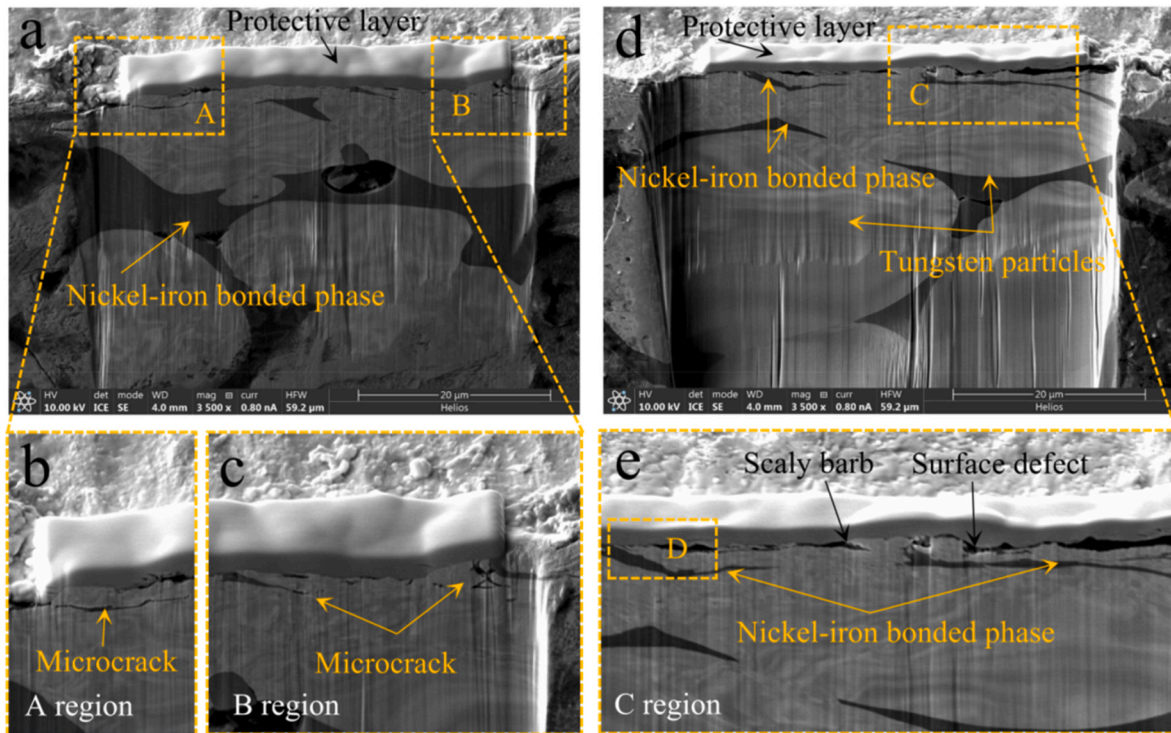 a
Protective layer
A
B
Nickel-iron bonded phase
HV det mode WD mag curr HFW
10.00 kV ICE SE 4.0 mm 3 500 x 0.80 nA 59.2 µm
20 µm
Helios
d
Protective layer
C
Nickel-iron bonded phase
Tungsten particles
HV det mode WD mag curr HFW
10.00 kV ICE SE 4.0 mm 3 500 x 0.80 nA 59.2 µm
20 µm
Helios
b
Microcrack
A region
c
Microcrack
B region
e
Scaly barb
Surface defect
D
Nickel-iron bonded phase
C region